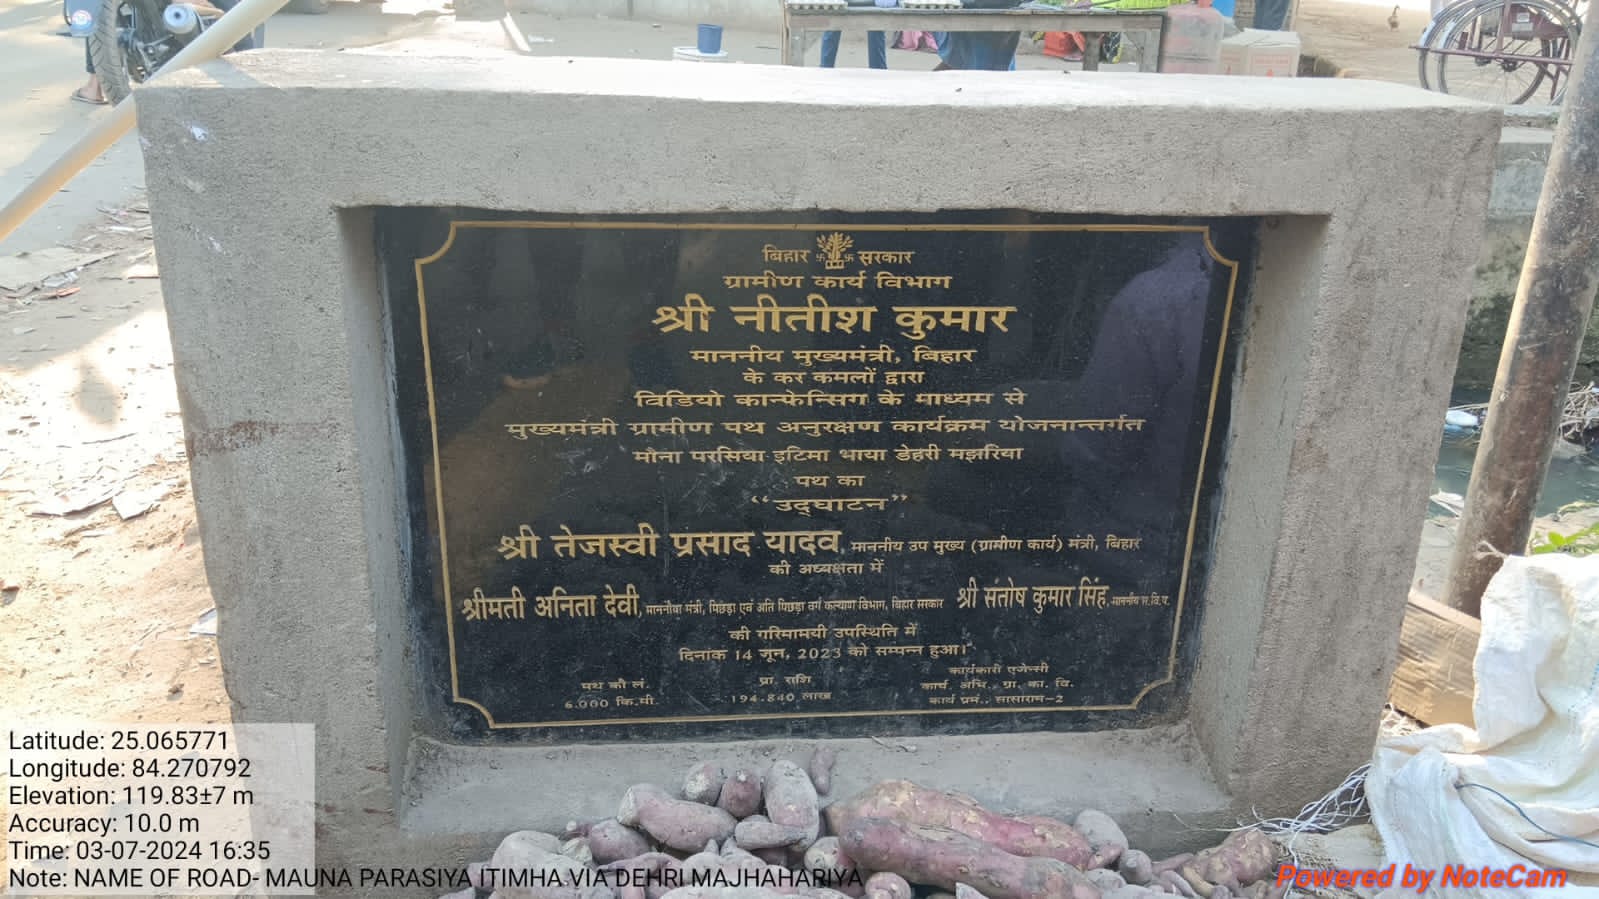 बिहार सरकार
ग्रामीण कार्य विभाग
श्री नीतीश कुमार
माननीय मुख्यमंत्री, बिहार
के कर कमलों द्वारा
विडियो कान्फेन्सिग के माध्यम से
मुख्यमंत्री ग्रामीण पथ अनुरक्षण कार्यक्रम योजनान्तर्गत
मौना परसिया इटिमा भाया डेहरी मझरिया
पथ का
“उद्घाटन”
श्री तेजस्वी प्रसाद यादव, माननीय उप मुख्य (ग्रामीण कार्य) मंत्री, बिहार
की अध्यक्षता में
श्रीमती अनिता देवी, माननीया मंत्री, पिछड़ा एवं अति पिछड़ा वर्ग कल्याण विभाग, बिहार सरकार श्री संतोष कुमार सिंह, माननीय स.वि.प.
की गरिमामयी उपस्थिति में
दिनांक 14 जून, 2023 को सम्पन्न हुआ।
पथ की लं. प्रा. राशि कार्यकारी एजेन्सी
6.000 कि.मी. 194.840 लाख कार्य. अभि., ग्रा. का. वि.
कार्य प्रमं., सासाराम-2
Latitude: 25.065771
Longitude: 84.270792
Elevation: 119.83±7 m
Accuracy: 10.0 m
Time: 03-07-2024 16:35
Note: NAME OF ROAD- MAUNA PARASIYA ITIMHA VIA DEHRI MAJHAHARIYA
Powered by NoteCam